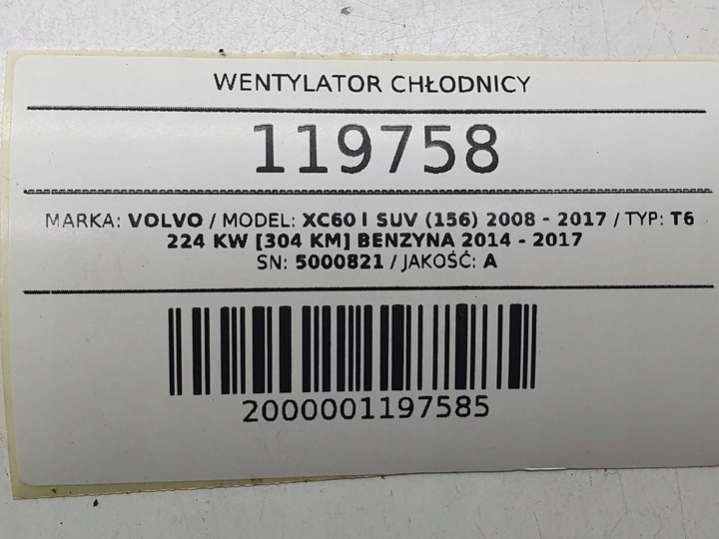 WENTYLATOR CHŁODNICY
119758
MARKA: VOLVO / MODEL: XC60 I SUV (156) 2008 - 2017 / TYP: T6
224 KW [304 KM] BENZYNA 2014 - 2017
SN: 5000821 / JAKOŚĆ: A
2000001197585